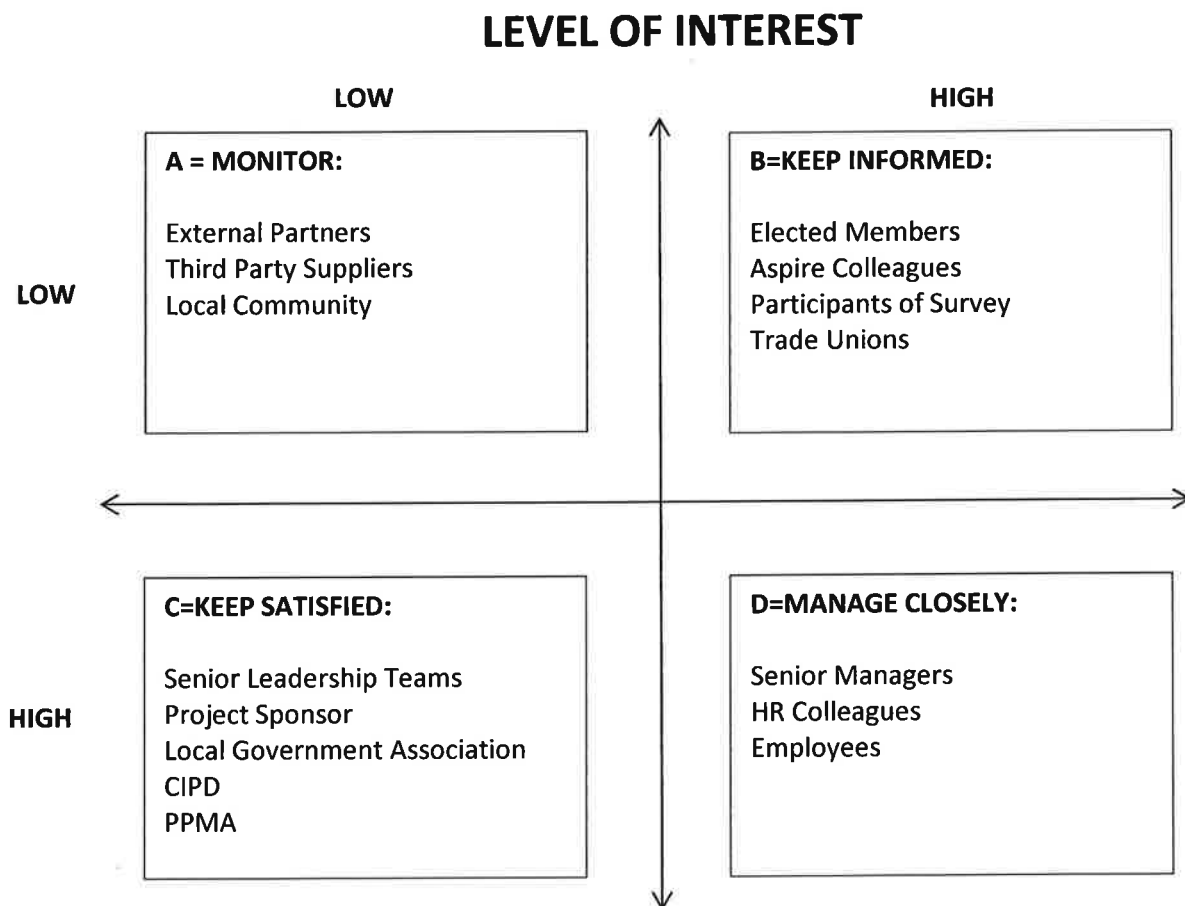 LEVEL OF INTEREST
LOW
HIGH
LOW
A = MONITOR:
External Partners
Third Party Suppliers
Local Community
B=KEEP INFORMED:
Elected Members
Aspire Colleagues
Participants of Survey
Trade Unions
HIGH
C=KEEP SATISFIED:
Senior Leadership Teams
Project Sponsor
Local Government Association
CIPD
PPMA
D=MANAGE CLOSELY:
Senior Managers
HR Colleagues
Employees